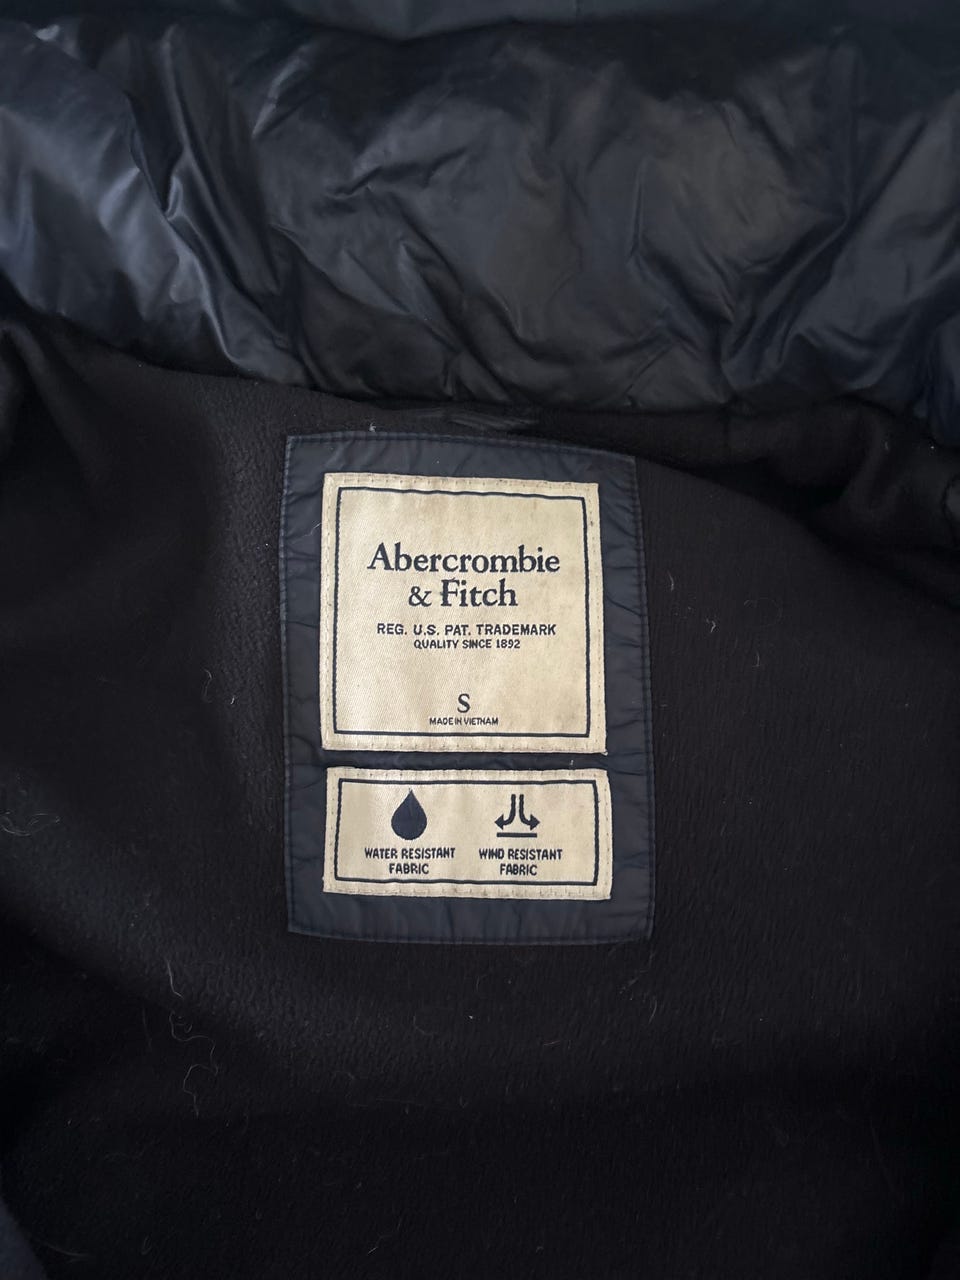 Abercrombie
& Fitch
REG. U.S. PAT. TRADEMARK
QUALITY SINCE 1892
S
MADE IN VIETNAM
WATER RESISTANT
FABRIC
WIND RESISTANT
FABRIC